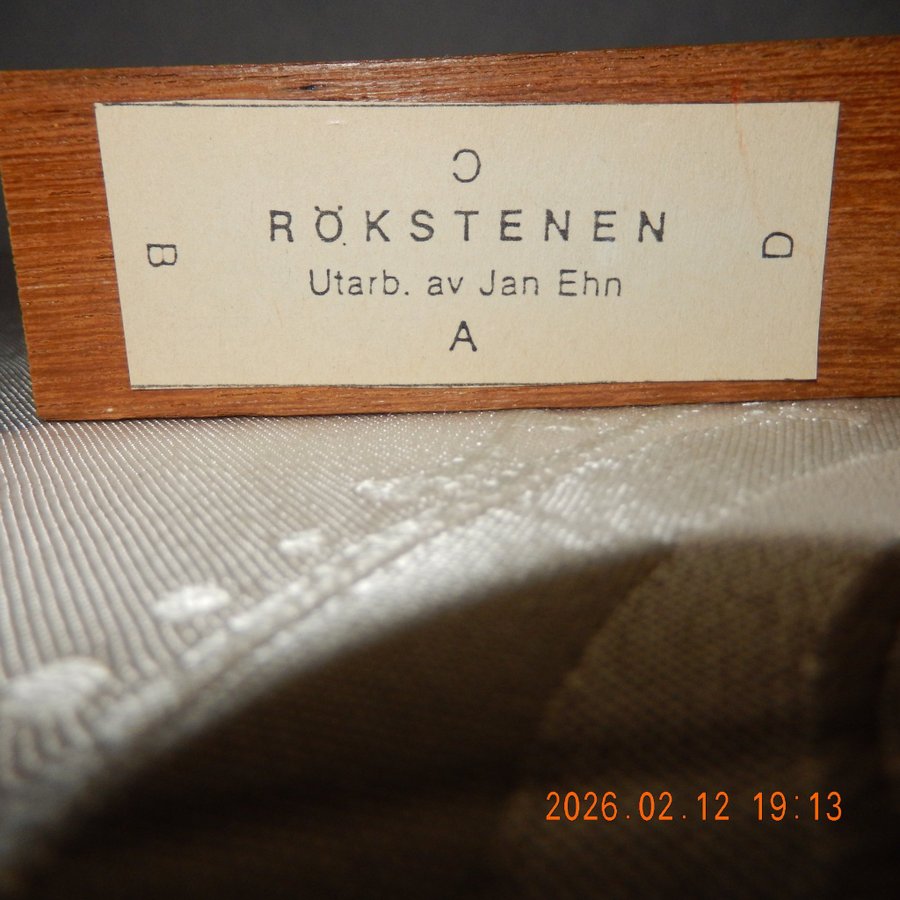 C
RÖKSTENEN
B
D
Utarb. av Jan Ehn
A
2026.02.12 19:13